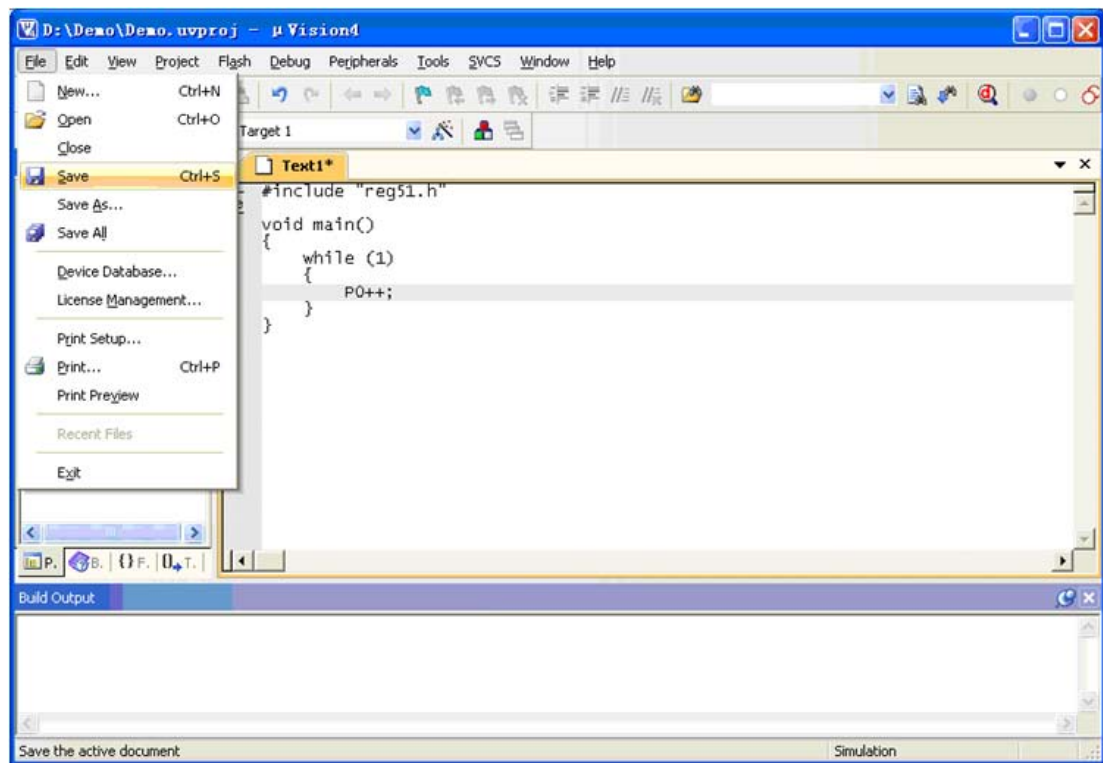 D:\Demo\Demo.uvproj - µVision4
File Edit View Project Flash Debug Peripherals Tools SVCS Window Help
New... Ctrl+N
Open Ctrl+O
Close
Save Ctrl+S
Save As...
Save All
Device Database...
License Management...
Print Setup...
Print... Ctrl+P
Print Preview
Recent Files
Exit
Target 1
Text1*
#include "reg51.h"
void main()
{
while (1)
{
P0++;
}
}
P. B. {} F. 0 T.
Build Output
Save the active document Simulation